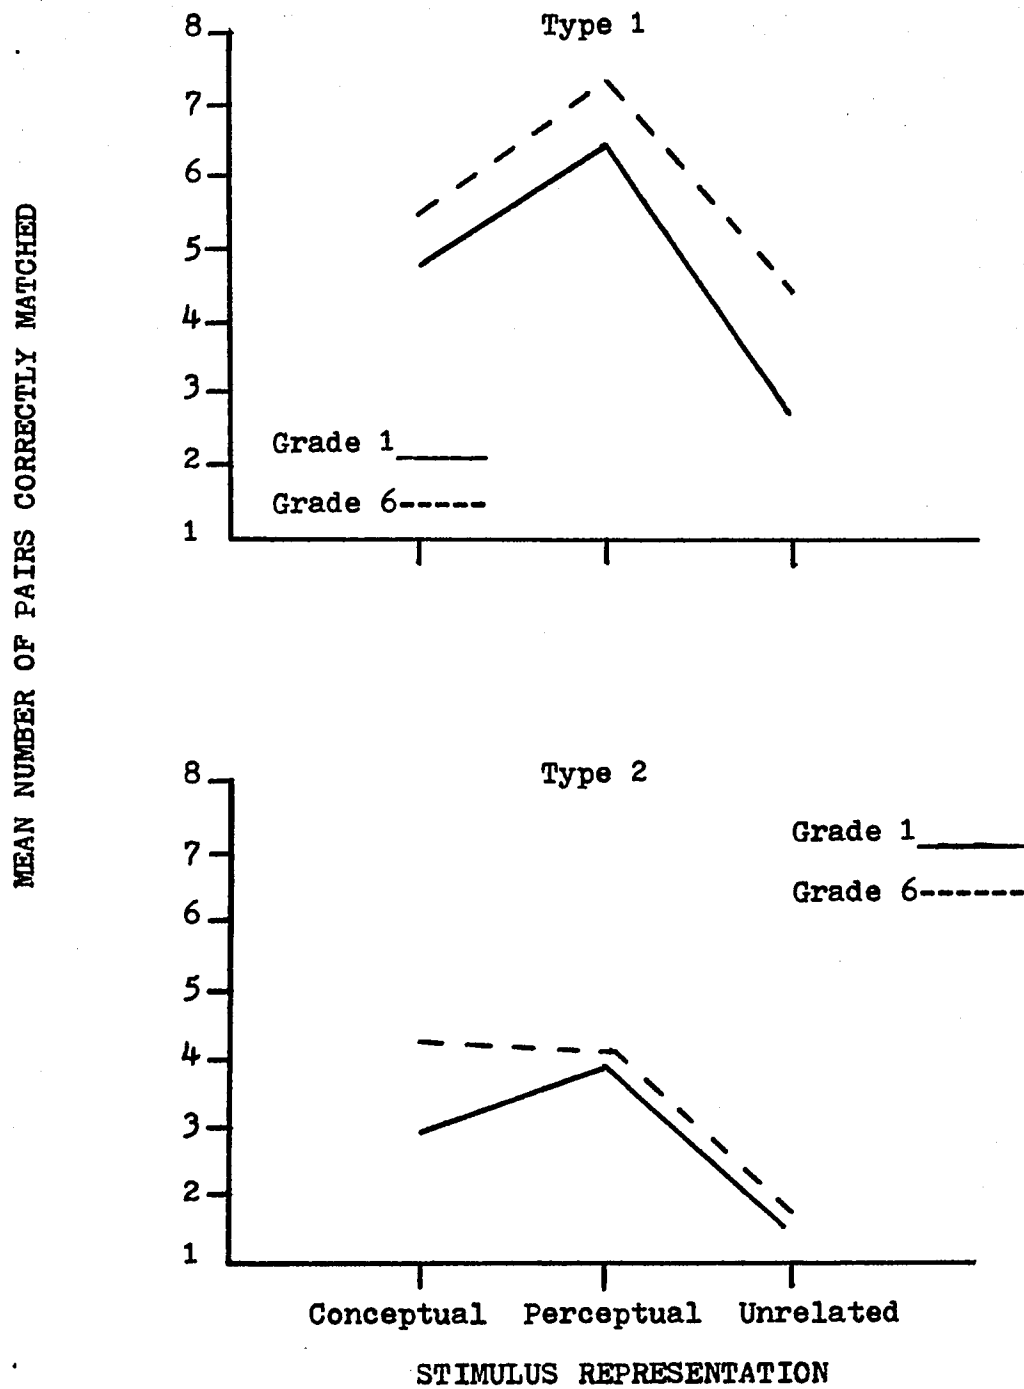 MEAN NUMBER OF PAIRS CORRECTLY MATCHED
Type 1
8
7
6
5
4
3
2
1
Grade 1
Grade 6
Type 2
8
7
6
5
4
3
2
1
Grade 1
Grade 6
Conceptual Perceptual Unrelated
STIMULUS REPRESENTATION